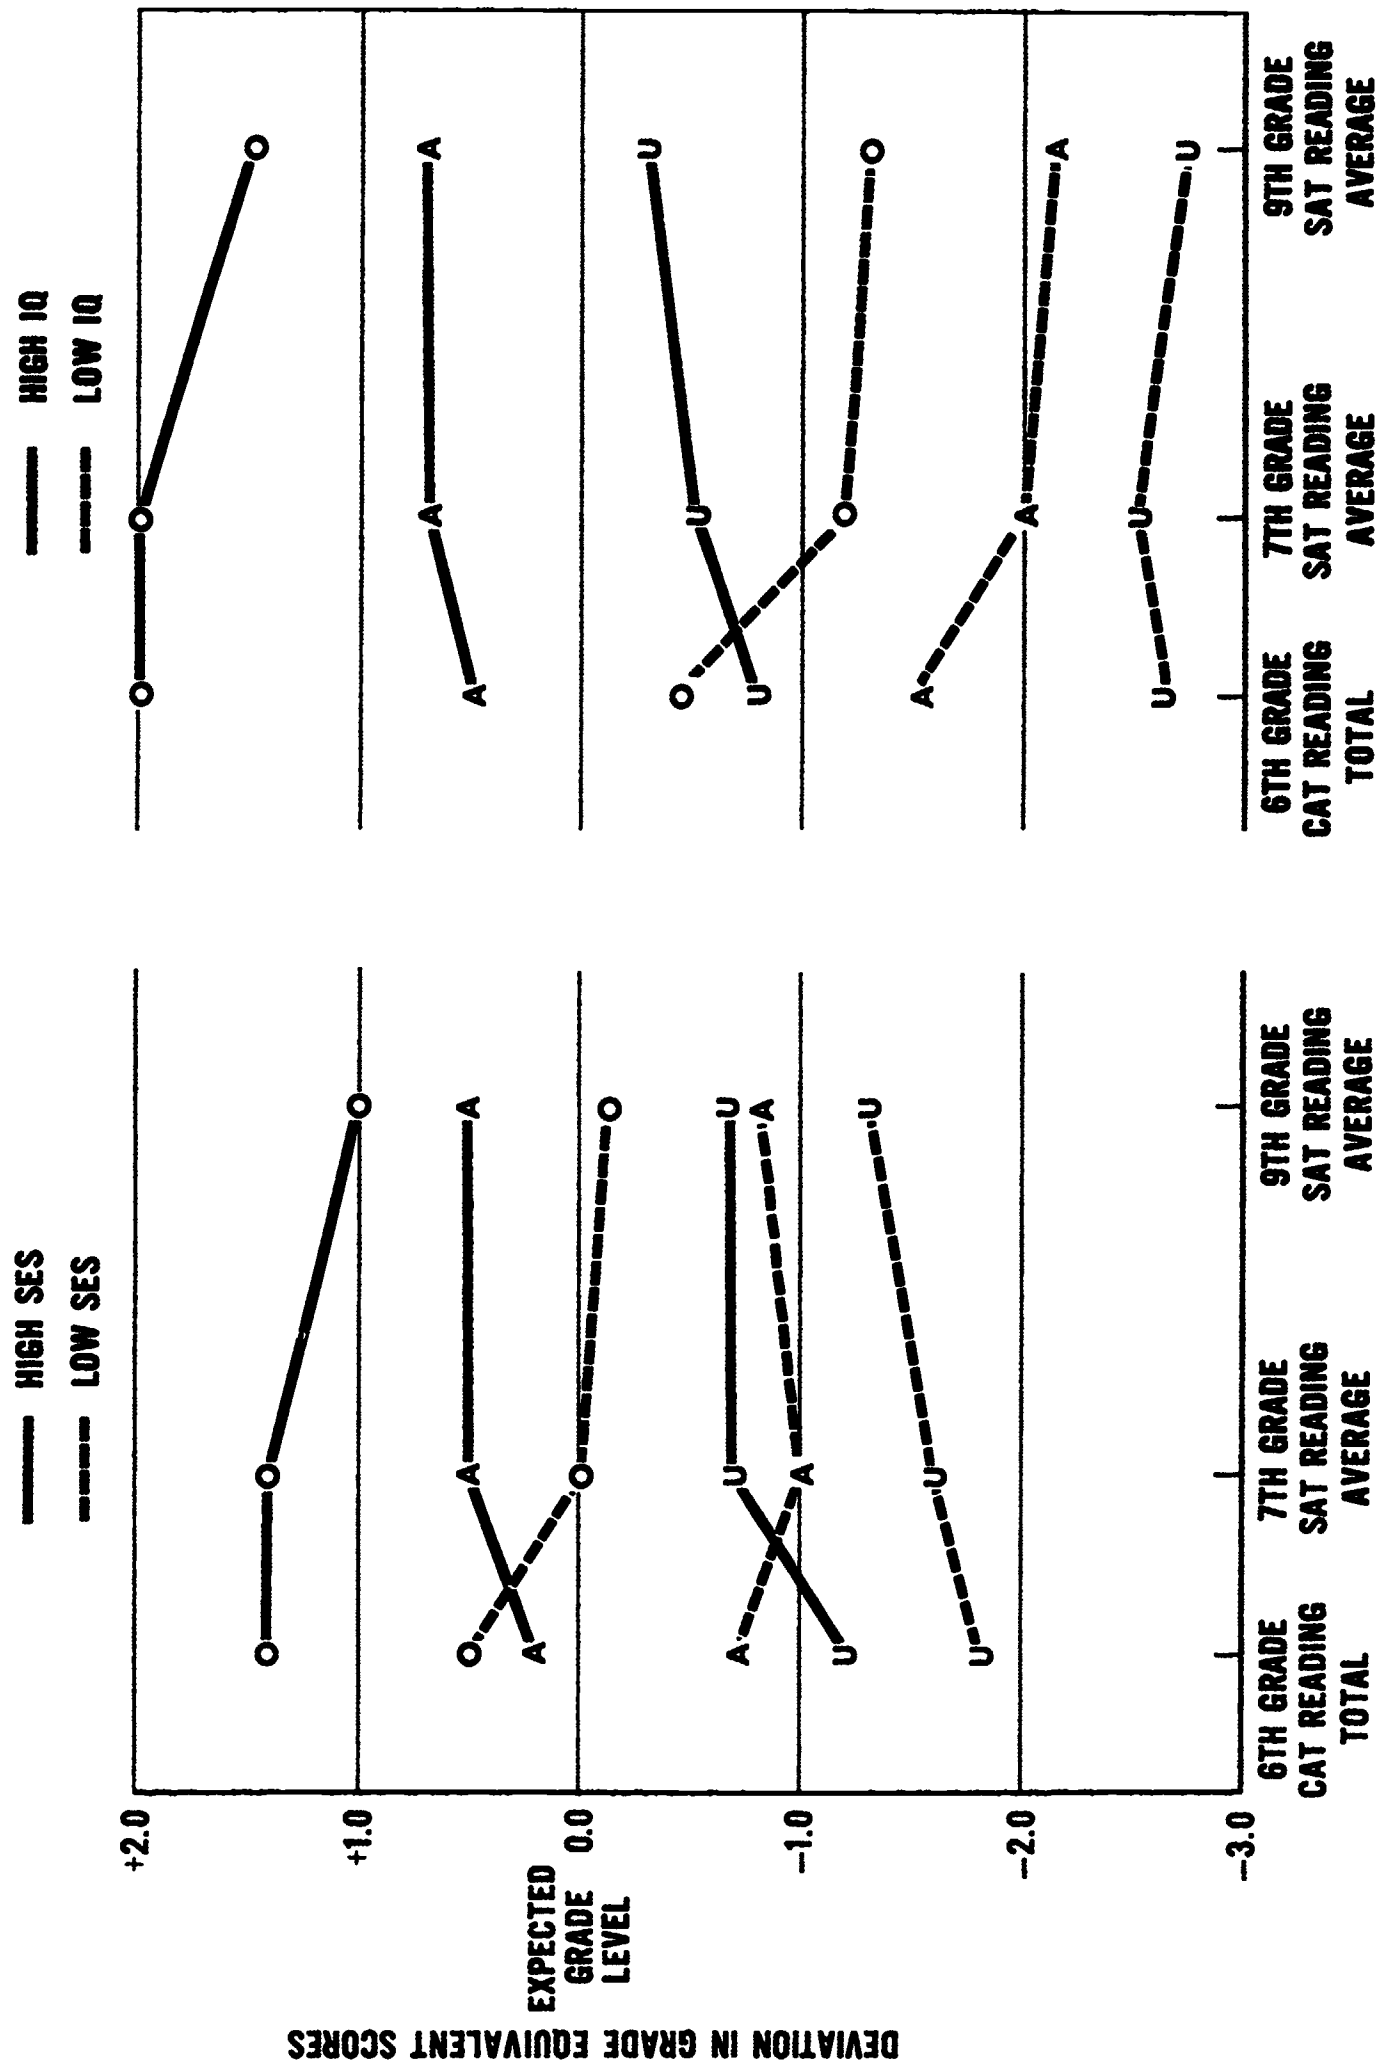 HIGH SES
LOW SES
HIGH IQ
LOW IQ
DEVIATION IN GRADE EQUIVALENT SCORES
+2.0
+1.0
EXPECTED
GRADE
LEVEL
0.0
-1.0
-2.0
-3.0
O
O
O
A
A
A
O
O
O
U
U
U
A
A
A
U
U
U
O
O
O
A
A
A
U
U
U
O
O
O
A
A
A
U
U
U
6TH GRADE
CAT READING
TOTAL
7TH GRADE
SAT READING
AVERAGE
9TH GRADE
SAT READING
AVERAGE
6TH GRADE
CAT READING
TOTAL
7TH GRADE
SAT READING
AVERAGE
9TH GRADE
SAT READING
AVERAGE